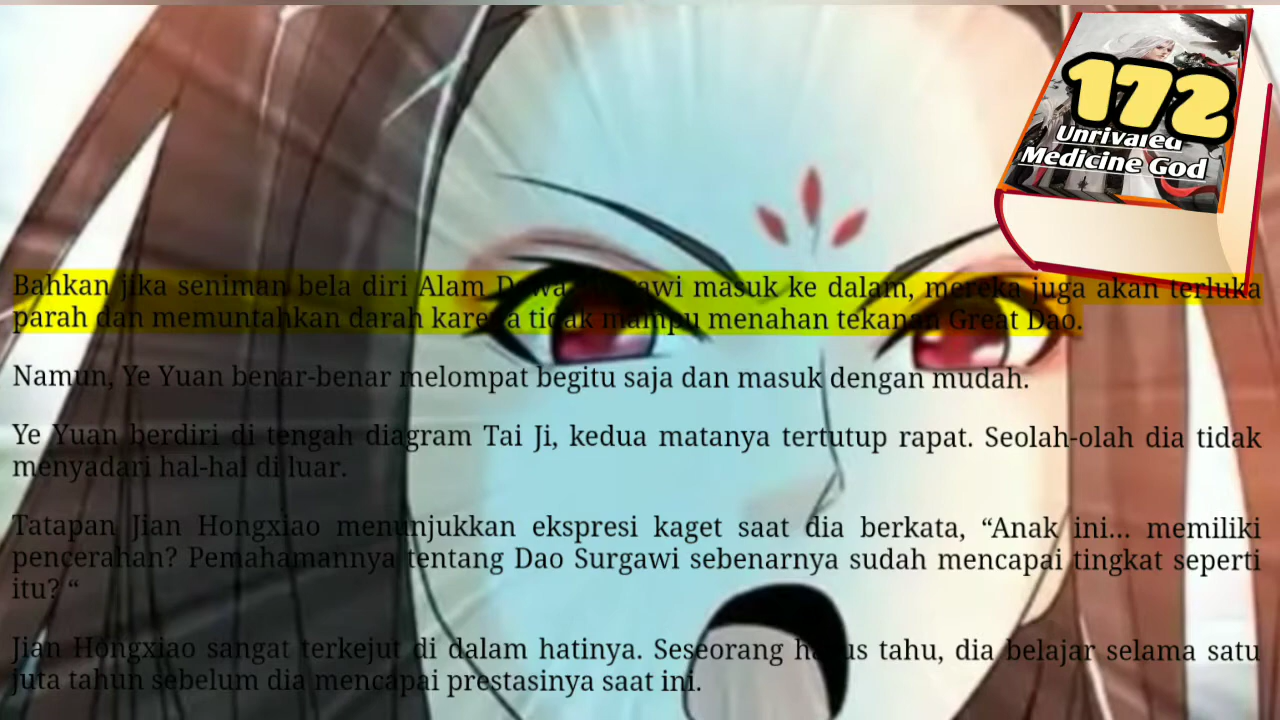 172
Unrivaled
Medicine God
Bahkan jika seniman bela diri Alam Dewa Surgawi masuk ke dalam, mereka juga akan terluka
parah dan memuntahkan darah karena tidak mampu menahan tekanan Great Dao.
Namun, Ye Yuan benar-benar melompat begitu saja dan masuk dengan mudah.
Ye Yuan berdiri di tengah diagram Tai Ji, kedua matanya tertutup rapat. Seolah-olah dia tidak
menyadari hal-hal di luar.
Tatapan Jian Hongxiao menunjukkan ekspresi kaget saat dia berkata, “Anak ini... memiliki
pencerahan? Pemahamannya tentang Dao Surgawi sebenarnya sudah mencapai tingkat seperti
itu? “
Jian Hongxiao sangat terkejut di dalam hatinya. Seseorang harus tahu, dia belajar selama satu
juta tahun sebelum dia mencapai prestasinya saat ini.